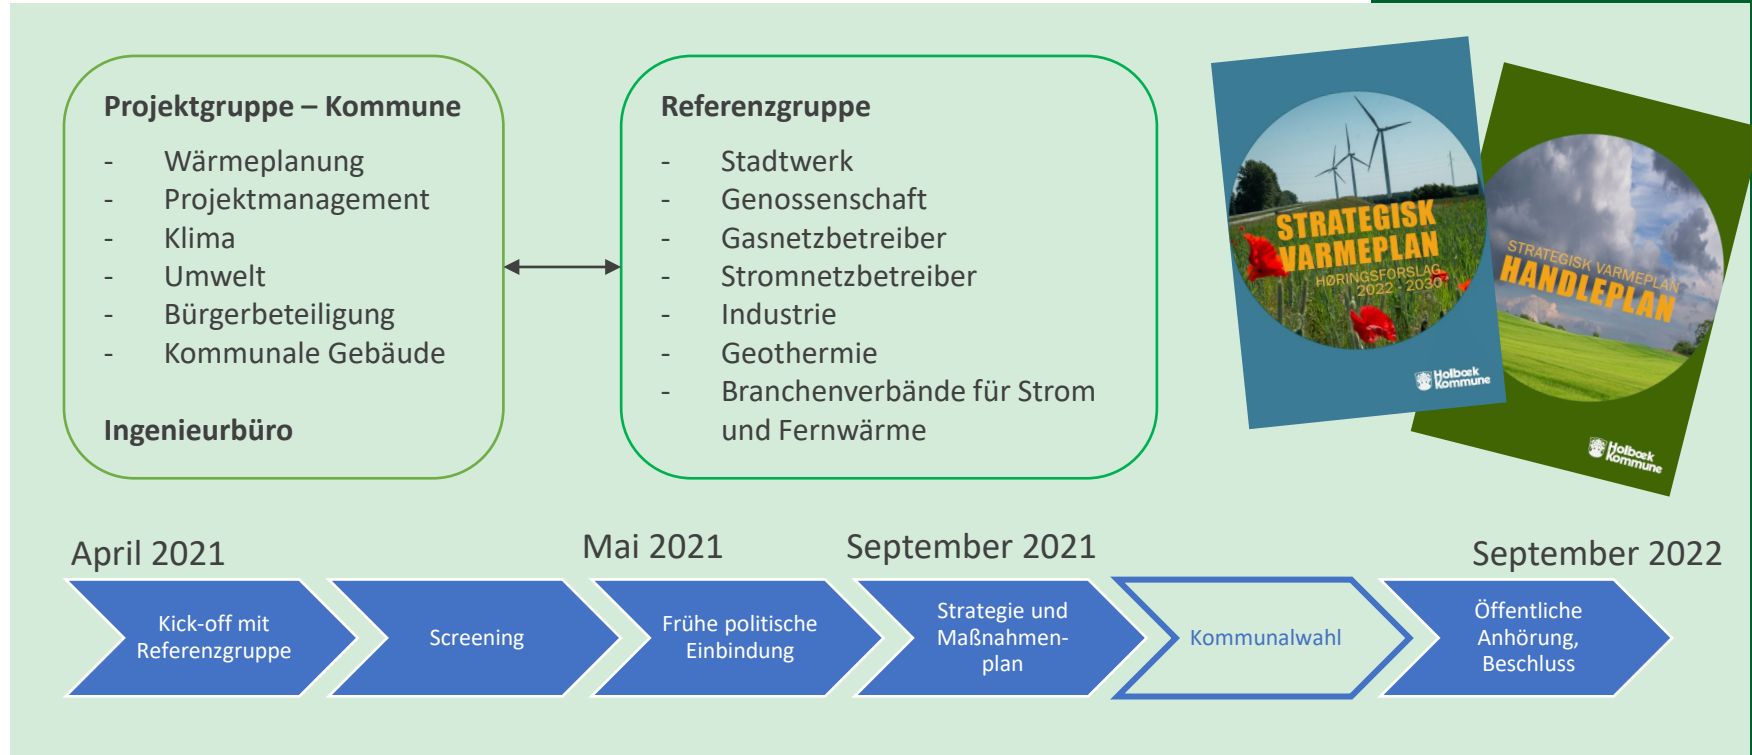 Projektgruppe – Kommune
- Wärmeplanung
- Projektmanagement
- Klima
- Umwelt
- Bürgerbeteiligung
- Kommunale Gebäude
Ingenieurbüro
Referenzgruppe
- Stadtwerk
- Genossenschaft
- Gasnetzbetreiber
- Stromnetzbetreiber
- Industrie
- Geothermie
- Branchenverbände für Strom
und Fernwärme
STRATEGISK
VARMEPLAN
HØRINGSFORSLAG
2022 - 2030
Holbæk
Kommune
STRATEGISK VARMEPLAN
HANDLEPLAN
Holbæk
Kommune
April 2021
Mai 2021
September 2021
September 2022
Kick-off mit
Referenzgruppe
Screening
Frühe politische
Einbindung
Strategie und
Maßnahmen-
plan
Kommunalwahl
Öffentliche
Anhörung,
Beschluss